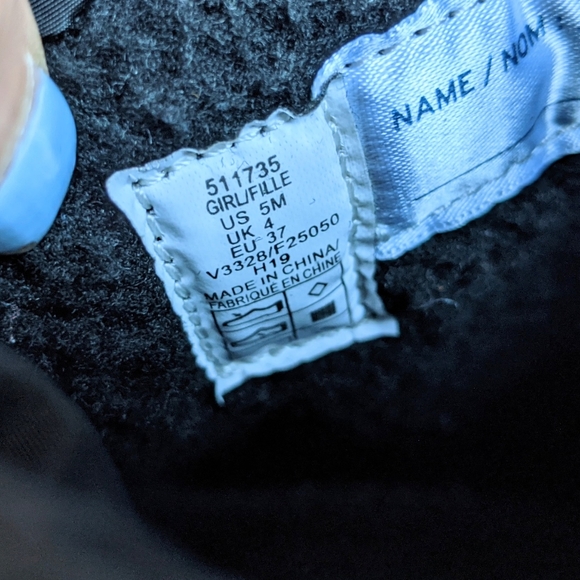 511735
GIRL/FILLE
US 5M
UK 4
EU 37
V3328/F25050
H19
MADE IN CHINA/
FABRIQUÉ EN CHINE
NAME / NOM :